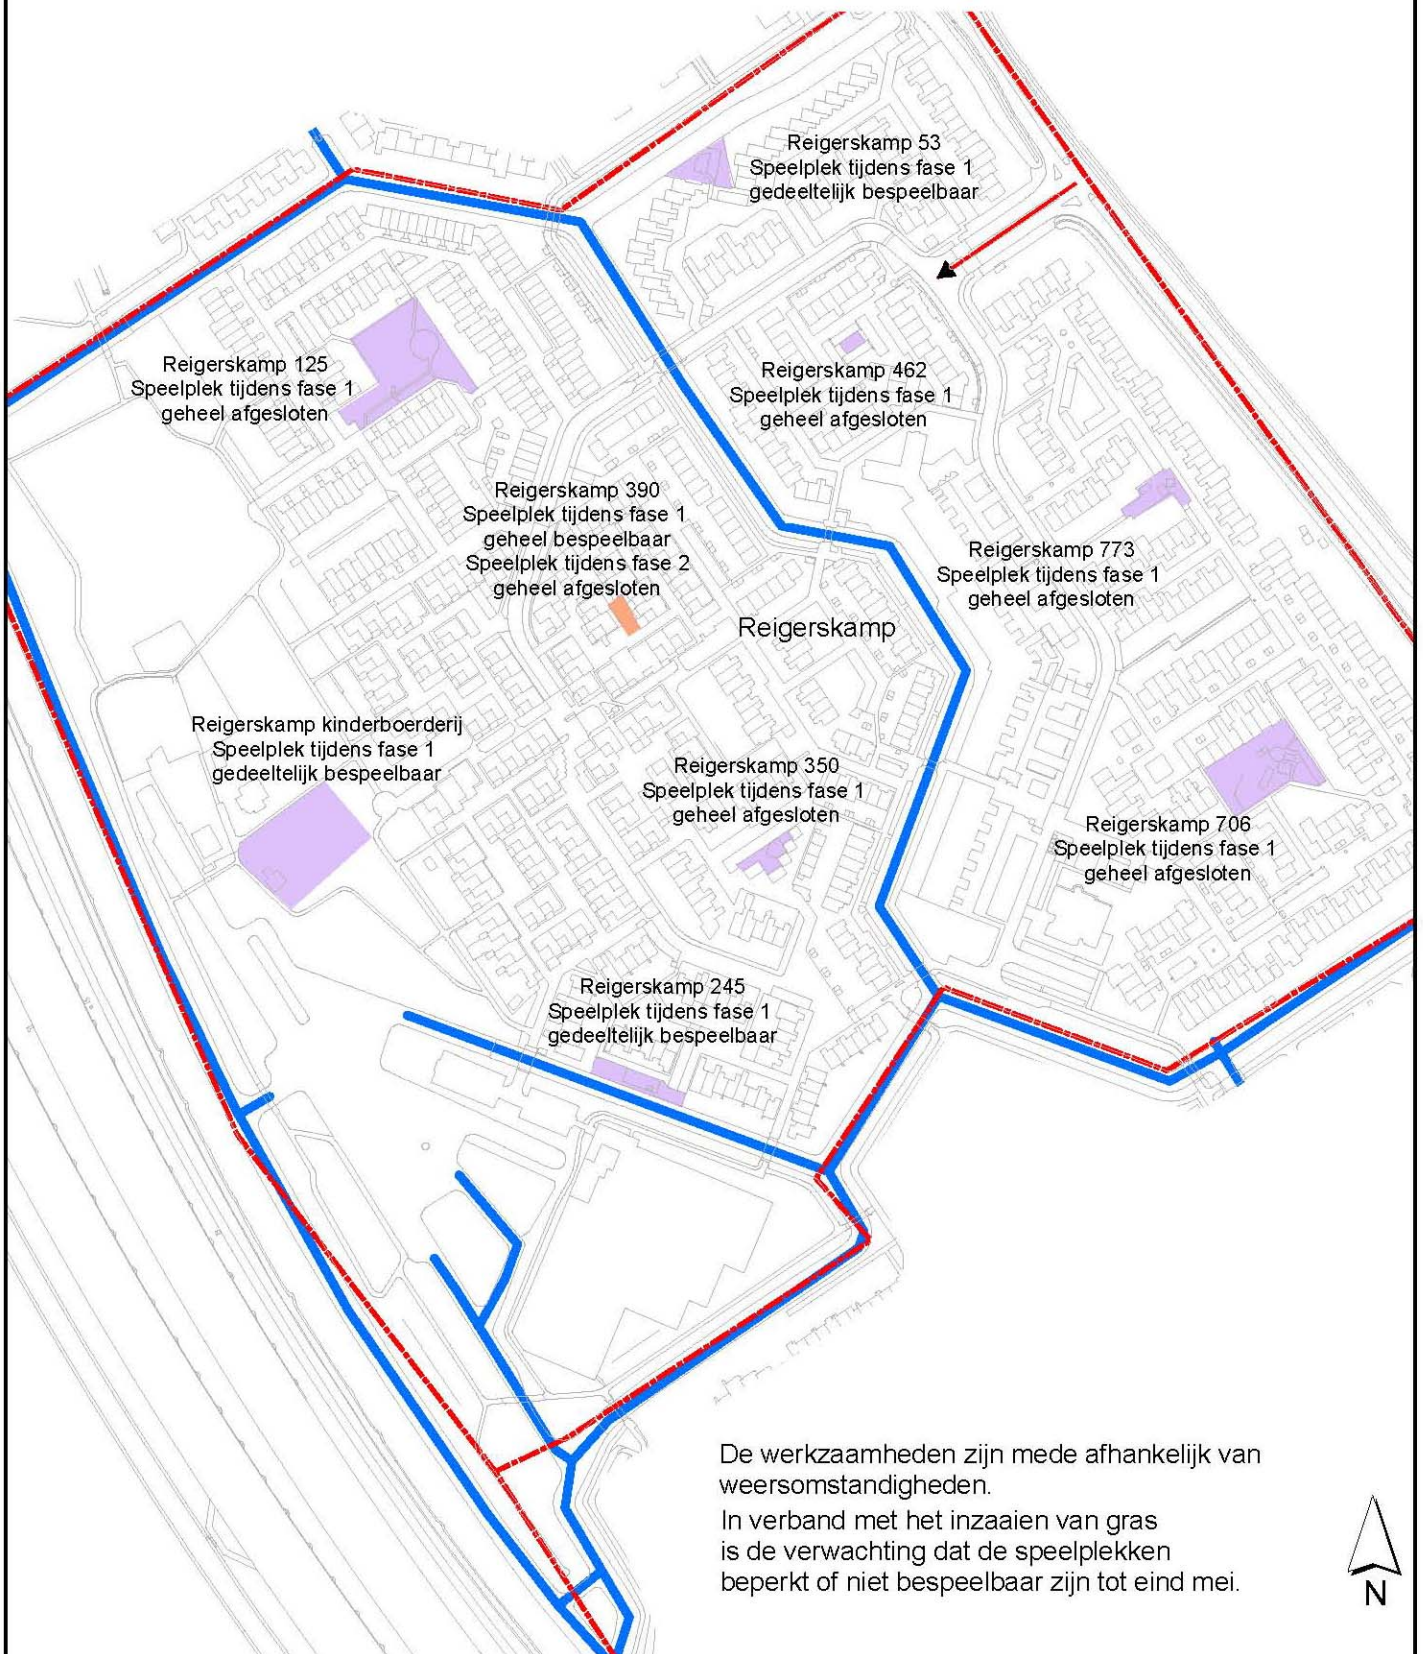 Reigerskamp 53
Speelplek tijdens fase 1
gedeeltelijk bespeelbaar
Reigerskamp 125
Speelplek tijdens fase 1
geheel afgesloten
Reigerskamp 462
Speelplek tijdens fase 1
geheel afgesloten
Reigerskamp 390
Speelplek tijdens fase 1
geheel bespeelbaar
Speelplek tijdens fase 2
geheel afgesloten
Reigerskamp 773
Speelplek tijdens fase 1
geheel afgesloten
Reigerskamp
Reigerskamp kinderboerderij
Speelplek tijdens fase 1
gedeeltelijk bespeelbaar
Reigerskamp 350
Speelplek tijdens fase 1
geheel afgesloten
Reigerskamp 706
Speelplek tijdens fase 1
geheel afgesloten
Reigerskamp 245
Speelplek tijdens fase 1
gedeeltelijk bespeelbaar
De werkzaamheden zijn mede afhankelijk van
weersomstandigheden.
In verband met het inzaaien van gras
is de verwachting dat de speelplekken
beperkt of niet bespeelbaar zijn tot eind mei.
N